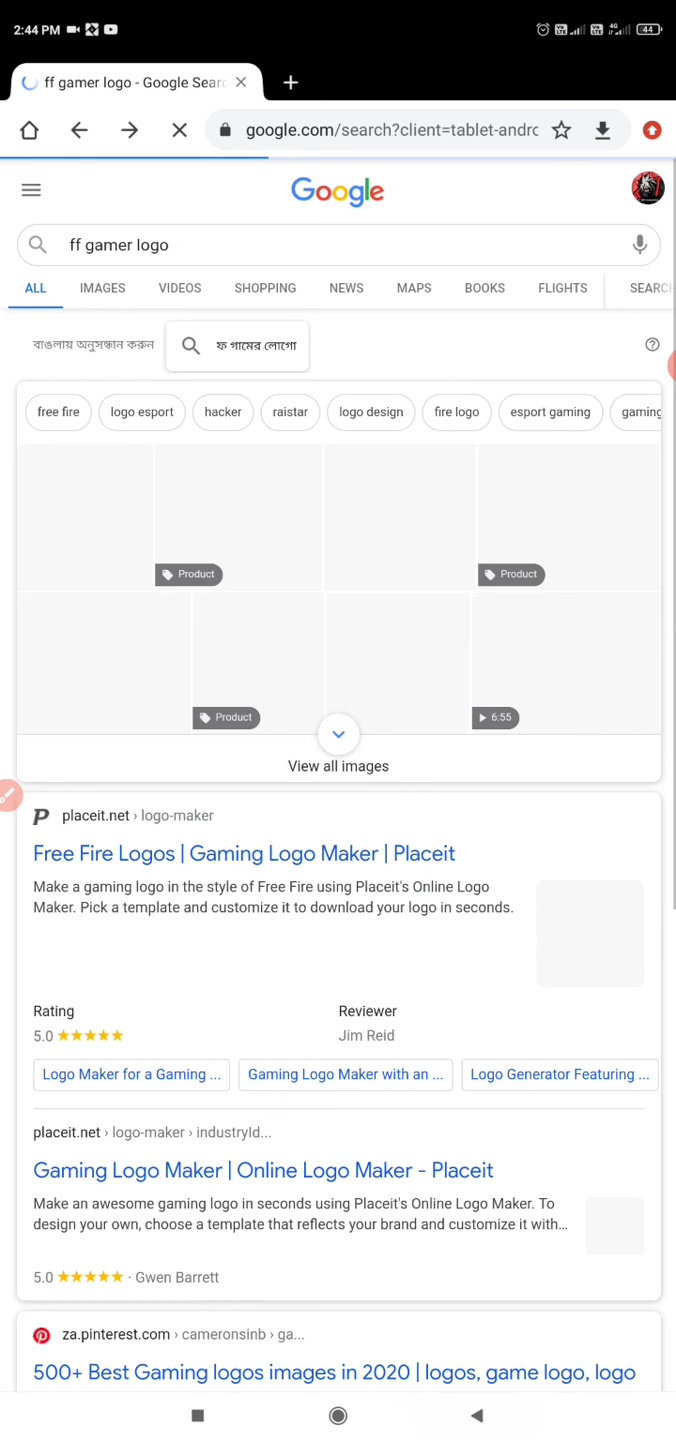 2:44 PM
4G
44
ff gamer logo - Google Sear
google.com/search?client=tablet-andro
Google
ff gamer logo
ALL IMAGES VIDEOS SHOPPING NEWS MAPS BOOKS FLIGHTS SEARCH
বাঙলায় অনুসন্ধান করুন ফ গামের লোগো
free fire logo esport hacker raistar logo design fire logo esport gaming gaming
Product Product
Product 6:55
View all images
placeit.net › logo-maker
Free Fire Logos | Gaming Logo Maker | Placeit
Make a gaming logo in the style of Free Fire using Placeit's Online Logo
Maker. Pick a template and customize it to download your logo in seconds.
Rating Reviewer
5.0 ★★★★★ Jim Reid
Logo Maker for a Gaming ... Gaming Logo Maker with an ... Logo Generator Featuring ...
placeit.net › logo-maker › industryId...
Gaming Logo Maker | Online Logo Maker - Placeit
Make an awesome gaming logo in seconds using Placeit's Online Logo Maker. To
design your own, choose a template that reflects your brand and customize it with...
5.0 ★★★★★ · Gwen Barrett
za.pinterest.com › cameronsinb › ga...
500+ Best Gaming logos images in 2020 | logos, game logo, logo